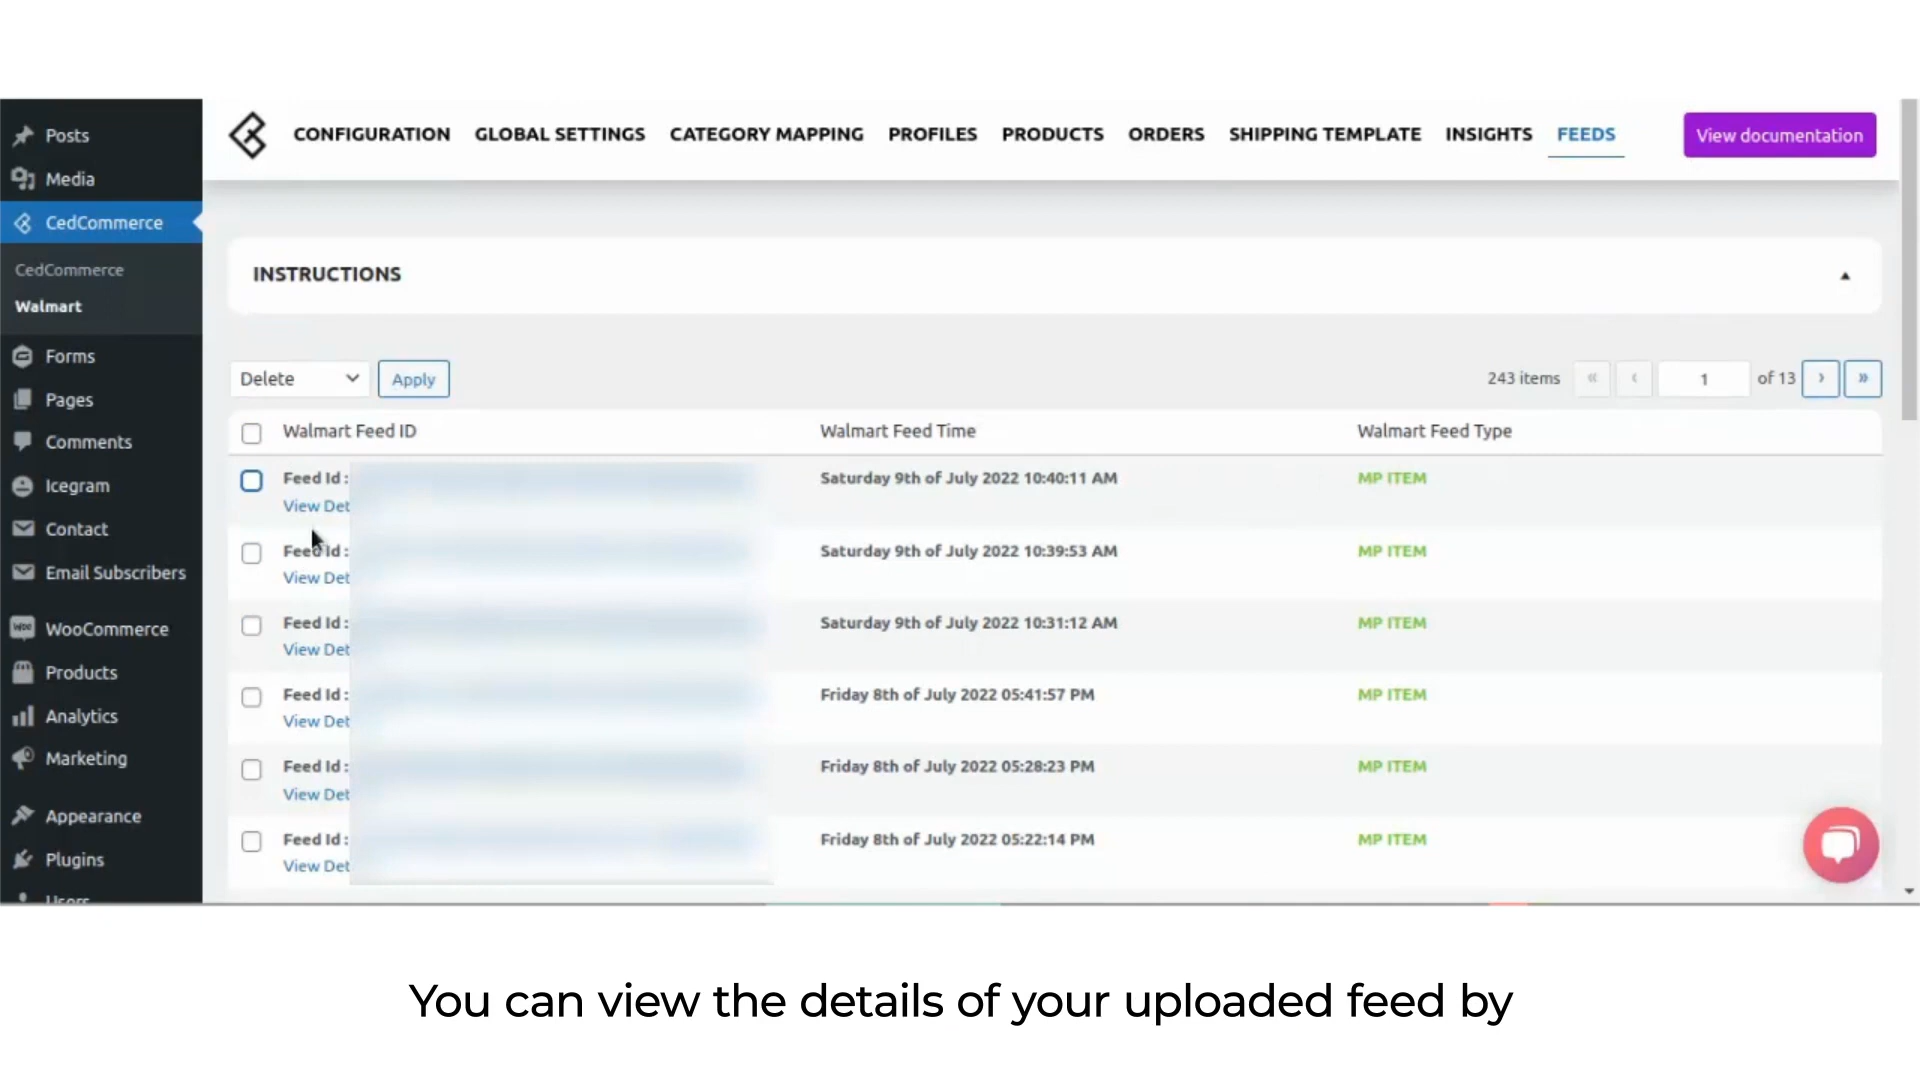 Posts
Media
CedCommerce
CedCommerce
Walmart
Forms
Pages
Comments
Icegram
Contact
Email Subscribers
WooCommerce
Products
Analytics
Marketing
Appearance
Plugins
Users
CONFIGURATION GLOBAL SETTINGS CATEGORY MAPPING PROFILES PRODUCTS ORDERS SHIPPING TEMPLATE INSIGHTS FEEDS View documentation
INSTRUCTIONS
Delete Apply 243 items « ‹ 1 of 13 › »
Walmart Feed ID Walmart Feed Time Walmart Feed Type
Feed Id : Saturday 9th of July 2022 10:40:11 AM MP ITEM
View Det
Feed Id : Saturday 9th of July 2022 10:39:53 AM MP ITEM
View Det
Feed Id : Saturday 9th of July 2022 10:31:12 AM MP ITEM
View Det
Feed Id : Friday 8th of July 2022 05:41:57 PM MP ITEM
View Det
Feed Id : Friday 8th of July 2022 05:28:23 PM MP ITEM
View Det
Feed Id : Friday 8th of July 2022 05:22:14 PM MP ITEM
View Det
You can view the details of your uploaded feed by